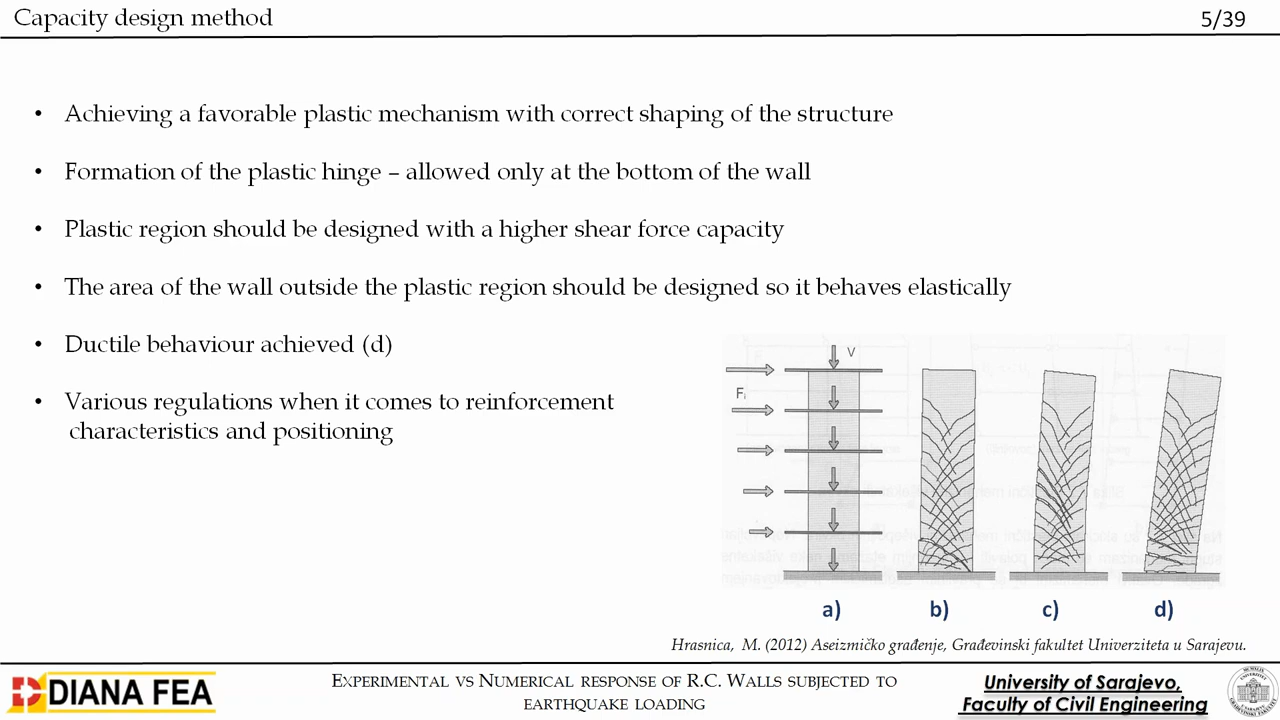 Capacity design method
5/39
• Achieving a favorable plastic mechanism with correct shaping of the structure
• Formation of the plastic hinge – allowed only at the bottom of the wall
• Plastic region should be designed with a higher shear force capacity
• The area of the wall outside the plastic region should be designed so it behaves elastically
• Ductile behaviour achieved (d)
• Various regulations when it comes to reinforcement
characteristics and positioning
V
Fi
a) b) c) d)
Hrasnica, M. (2012) Aseizmičko građenje, Građevinski fakultet Univerziteta u Sarajevu.
DIANA FEA
EXPERIMENTAL VS NUMERICAL RESPONSE OF R.C. WALLS SUBJECTED TO
EARTHQUAKE LOADING
University of Sarajevo,
Faculty of Civil Engineering